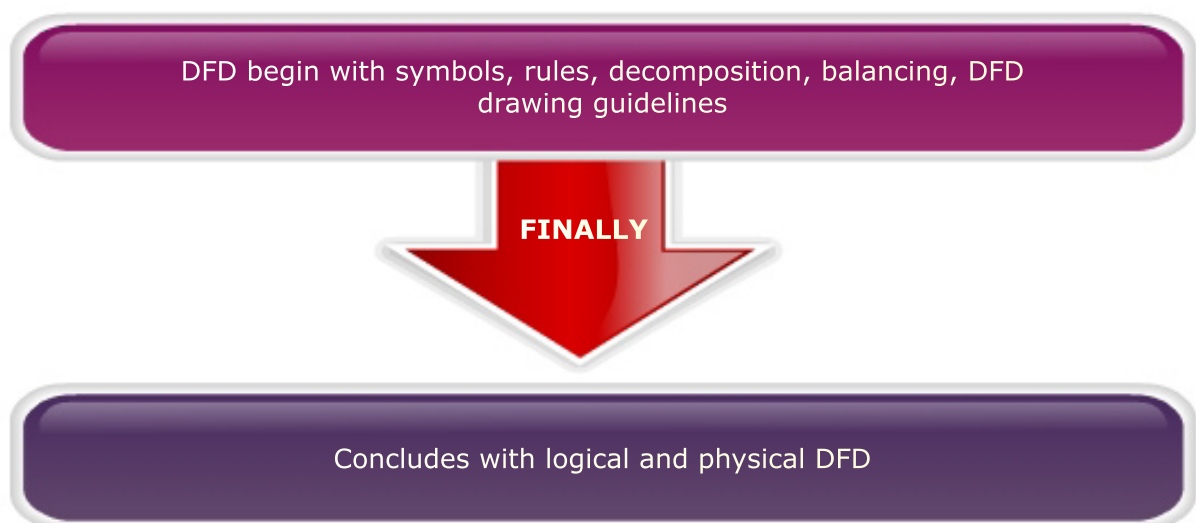 DFD begin with symbols, rules, decomposition, balancing, DFD
drawing guidelines
FINALLY
Concludes with logical and physical DFD